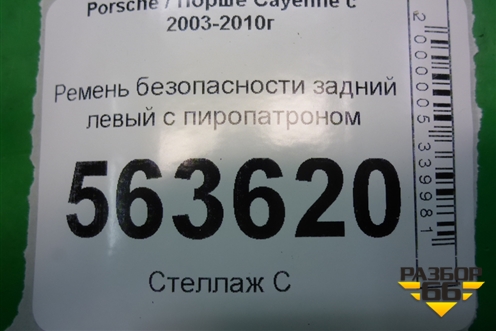 Porsche / Порше Cayenne с
2003-2010г
Ремень безопасности задний
левый с пиропатроном
563620
Стеллаж С
2000005339981
РАЗБОР
66